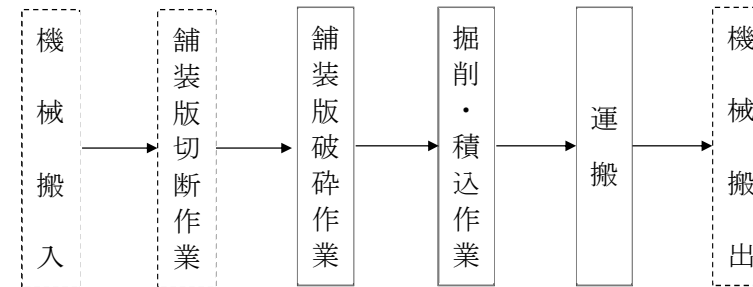 機械搬入
舗装版切断作業
舗装版破砕作業
掘削・積込作業
運搬
機械搬出